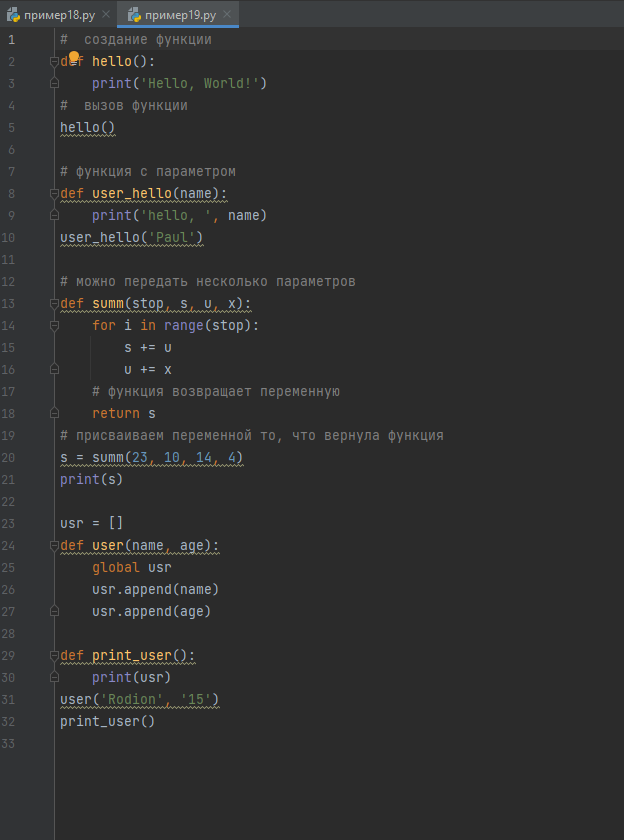 пример18.py × пример19.py ×
1 # создание функции
2 def hello():
3 print('Hello, World!')
4 # вызов функции
5 hello()
6
7 # функция с параметром
8 def user_hello(name):
9 print('hello, ', name)
10 user_hello('Paul')
11
12 # можно передать несколько параметров
13 def summ(stop, s, u, x):
14 for i in range(stop):
15 s += u
16 u += x
17 # функция возвращает переменную
18 return s
19 # присваиваем переменной то, что вернула функция
20 s = summ(23, 10, 14, 4)
21 print(s)
22
23 usr = []
24 def user(name, age):
25 global usr
26 usr.append(name)
27 usr.append(age)
28
29 def print_user():
30 print(usr)
31 user('Rodion', '15')
32 print_user()
33